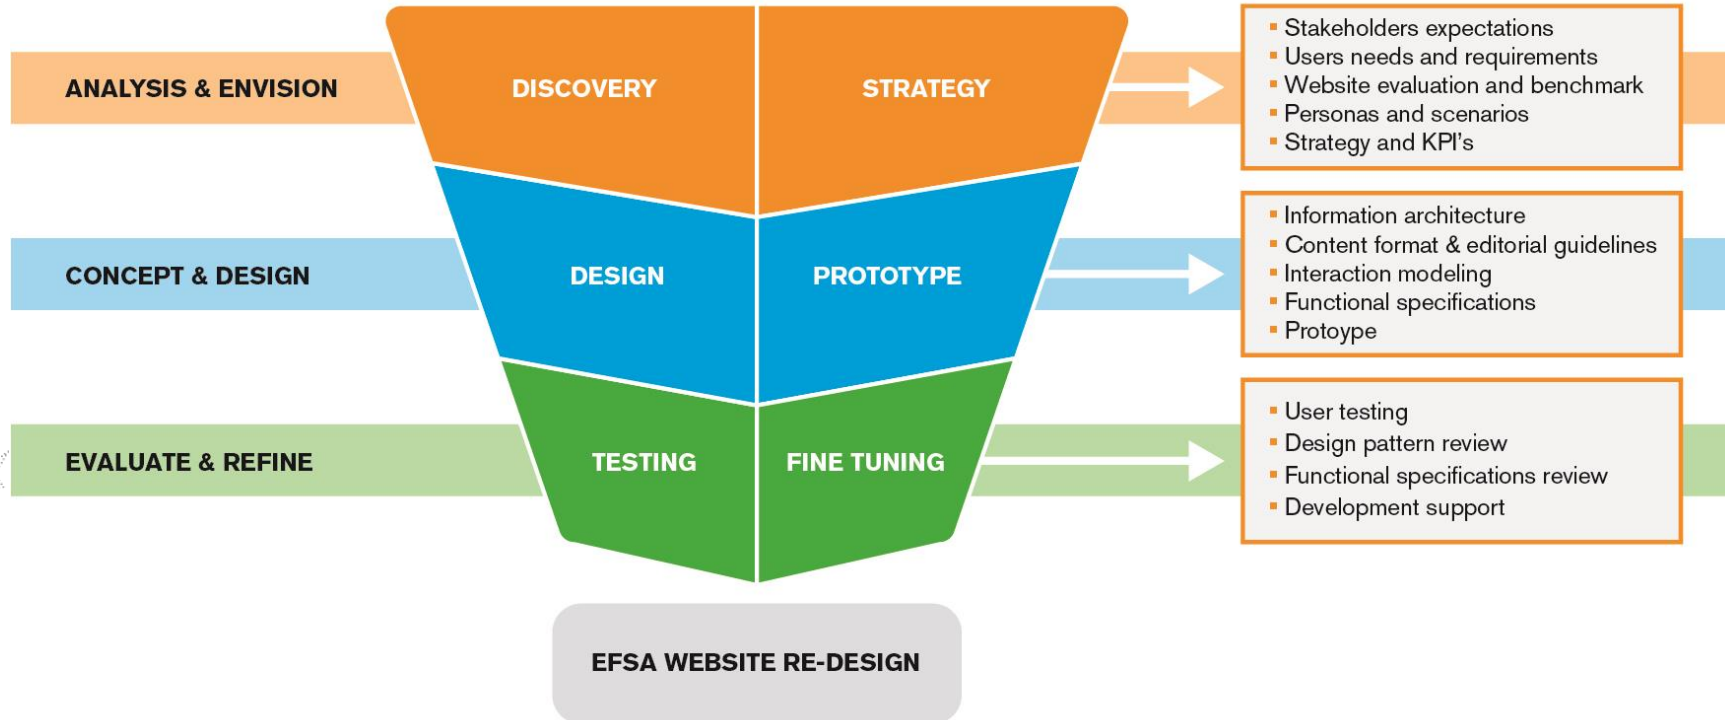 ANALYSIS & ENVISION
DISCOVERY
STRATEGY
▪ Stakeholders expectations
▪ Users needs and requirements
▪ Website evaluation and benchmark
▪ Personas and scenarios
▪ Strategy and KPI's
CONCEPT & DESIGN
DESIGN
PROTOTYPE
▪ Information architecture
▪ Content format & editorial guidelines
▪ Interaction modeling
▪ Functional specifications
▪ Protoype
EVALUATE & REFINE
TESTING
FINE TUNING
▪ User testing
▪ Design pattern review
▪ Functional specifications review
▪ Development support
EFSA WEBSITE RE-DESIGN